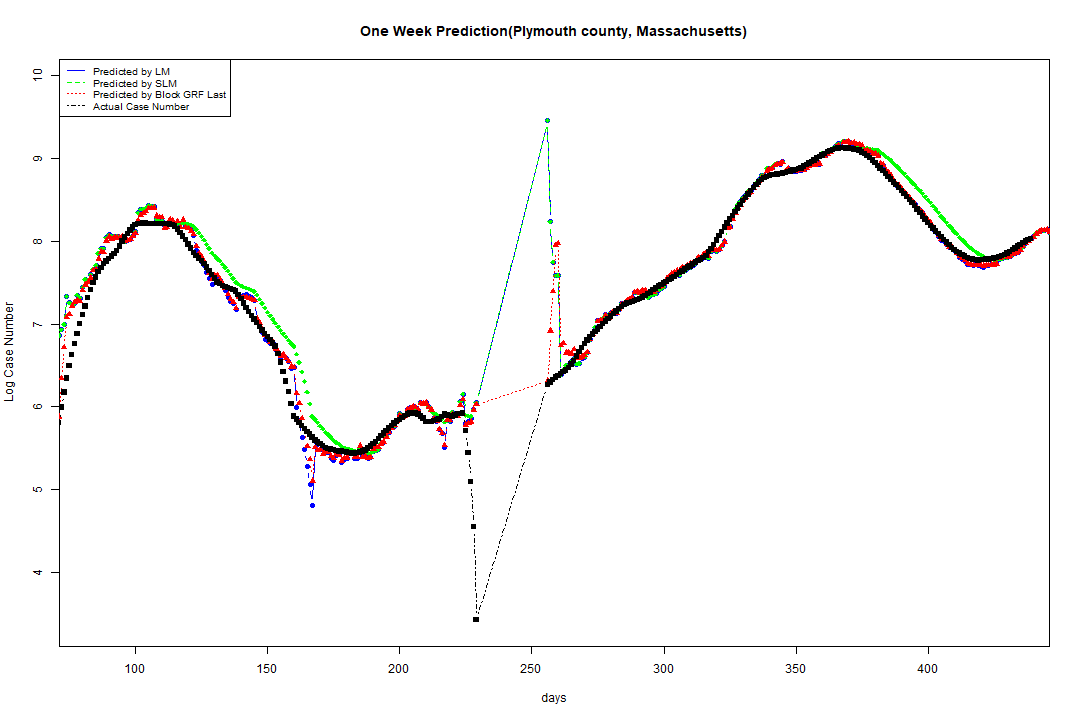 One Week Prediction(Plymouth county, Massachusetts)
Predicted by LM
Predicted by SLM
Predicted by Block GRF Last
Actual Case Number
Log Case Number
10
9
8
7
6
5
4
100 150 200 250 300 350 400
days